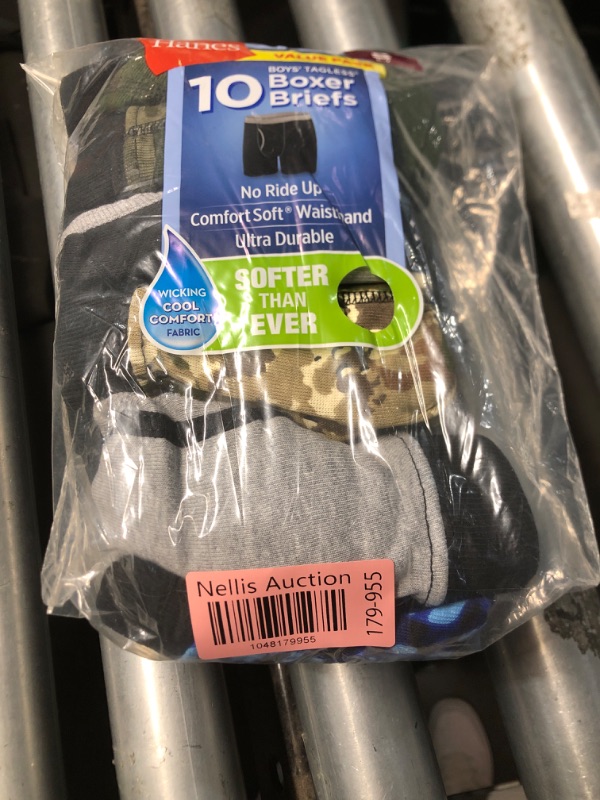 Hanes
VALUE PACK
BOYS' TAGLESS®
10 Boxer Briefs
No Ride Up
Comfort Soft® Waistband
Ultra Durable
WICKING
COOL
COMFORT
FABRIC
SOFTER
THAN
EVER
Nellis Auction
1048179955
179-955